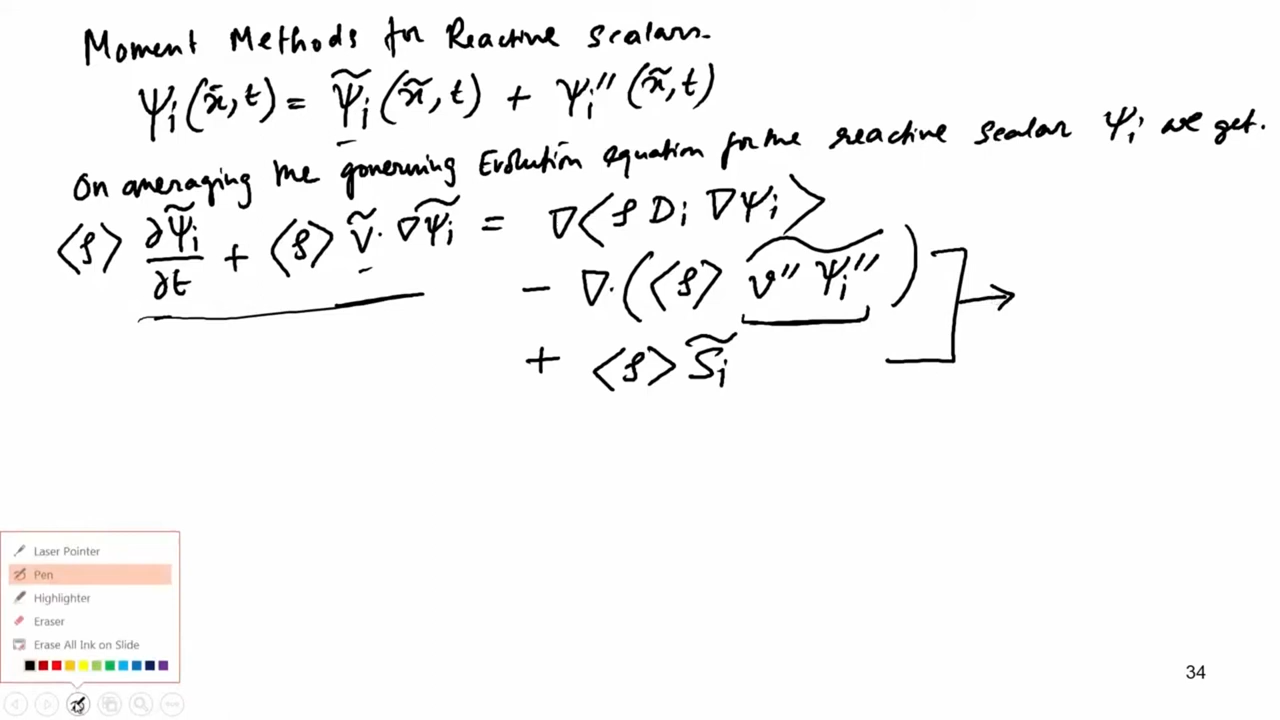 Moment Methods for Reactive Scalars.
Ψi(x̃,t) = Ψ̃i(x̃,t) + Ψi''(x̃,t)
On averaging the governing Evolution equation for the reactive scalar Ψi we get.
⟨ρ⟩ ∂Ψ̃i/∂t + ⟨ρ⟩ Ṽ·∇Ψ̃i = ∇⟨ρ Di ∇Ψi⟩
− ∇·(⟨ρ⟩ \widetilde{v'' Ψi''})
+ ⟨ρ⟩ S̃i
Laser Pointer
Pen
Highlighter
Eraser
Erase All Ink on Slide
34